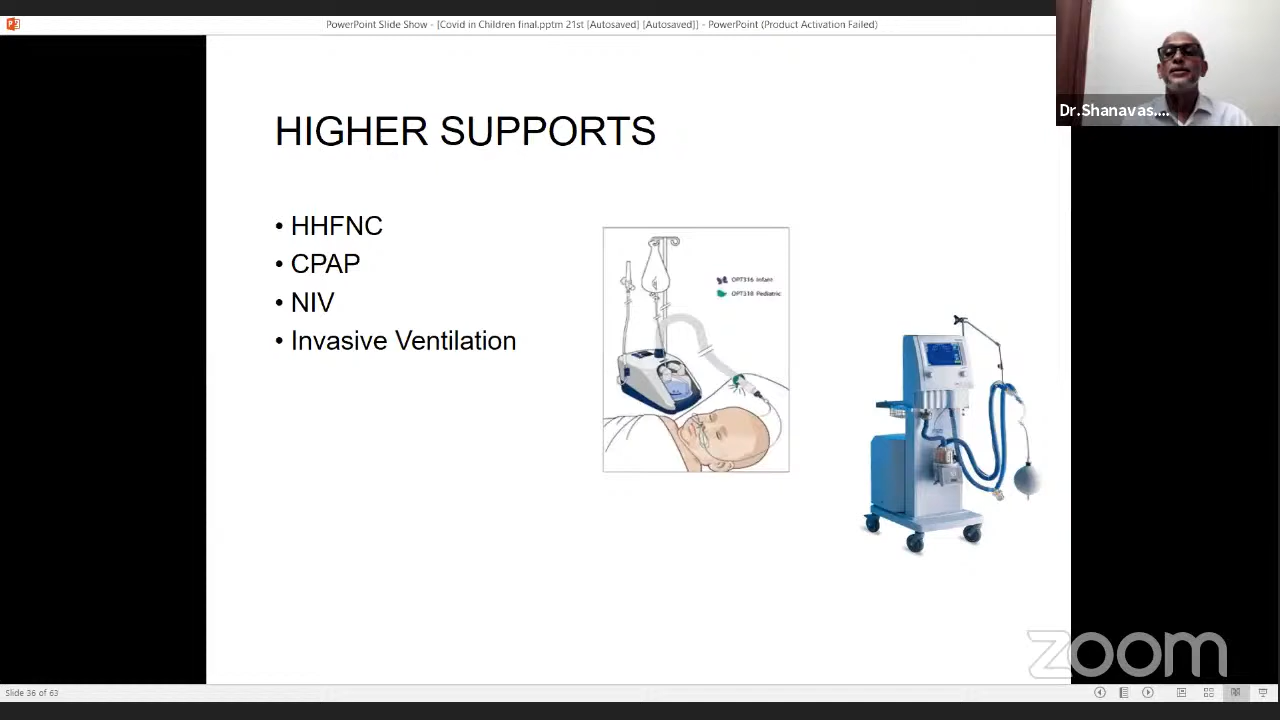 PowerPoint Slide Show - [Covid in Children final.pptm 21st [Autosaved] [Autosaved]] - PowerPoint (Product Activation Failed)
Dr.Shanavas....
HIGHER SUPPORTS
• HHFNC
• CPAP
• NIV
• Invasive Ventilation
OPT316 Infant
OPT318 Pediatric
zoom
Slide 36 of 63